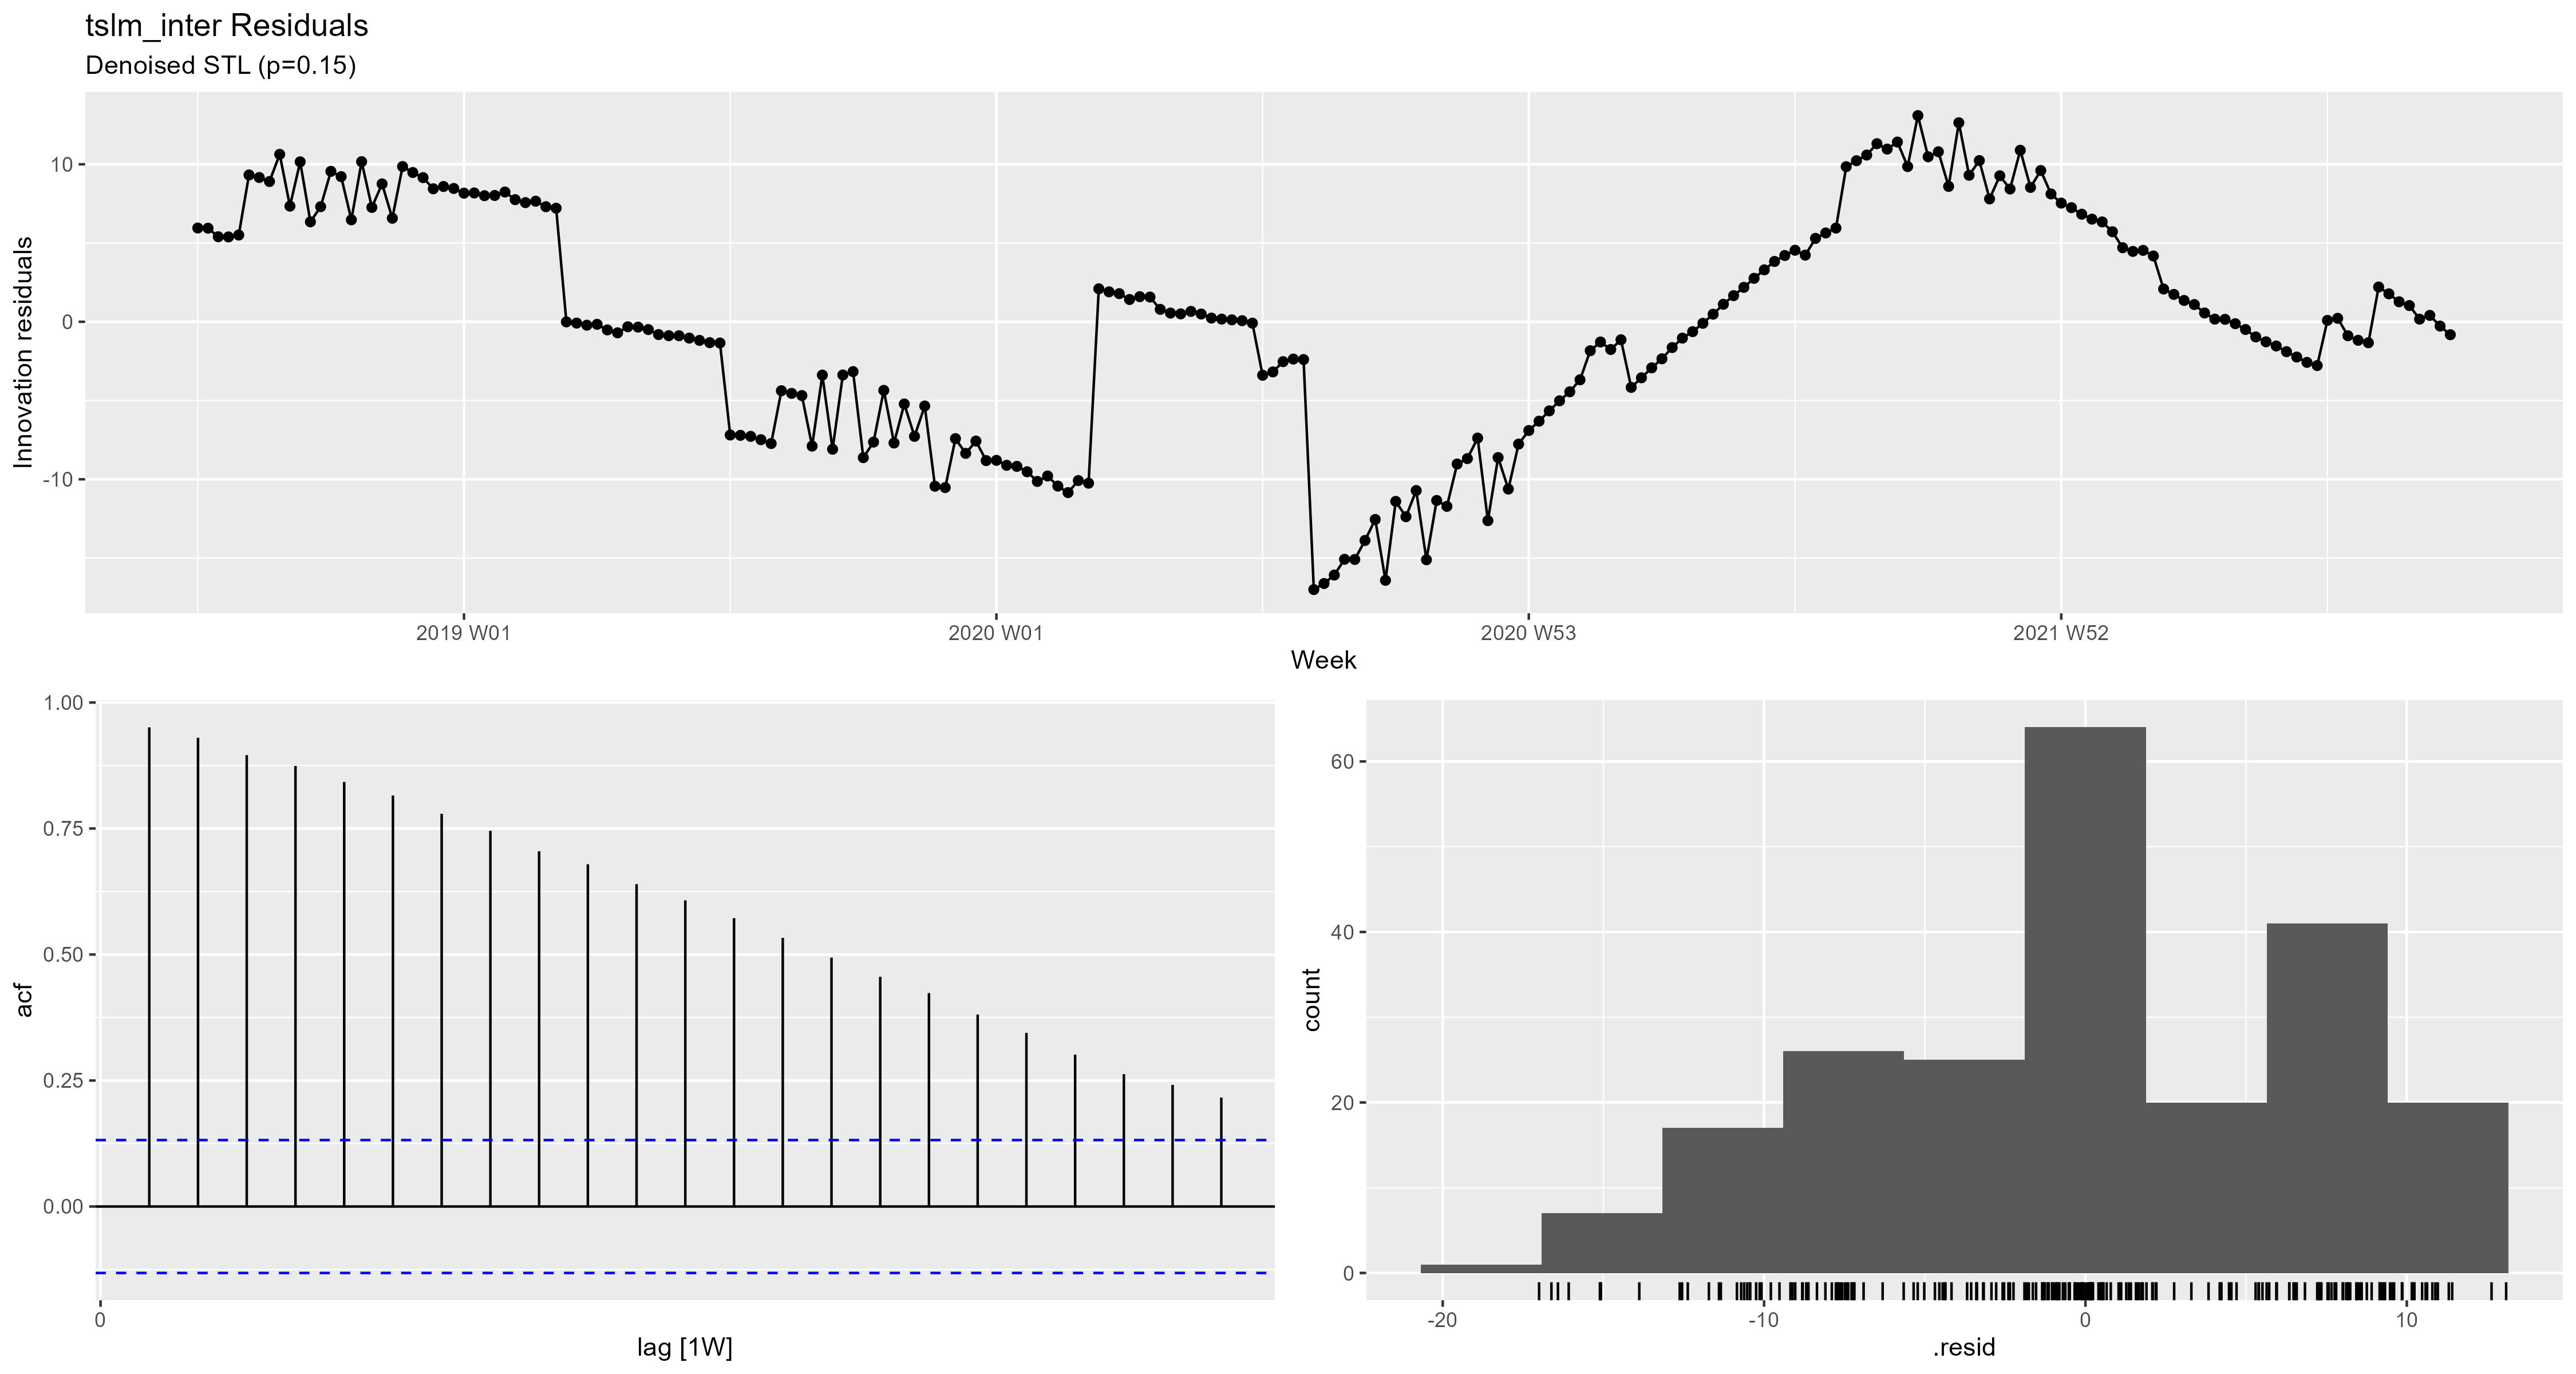 tslm_inter Residuals
Denoised STL (p=0.15)
Innovation residuals
10
0
-10
2019 W01
2020 W01
2020 W53
2021 W52
Week
acf
1.00
0.75
0.50
0.25
0.00
0
lag [1W]
count
60
40
20
0
-20
-10
0
10
.resid